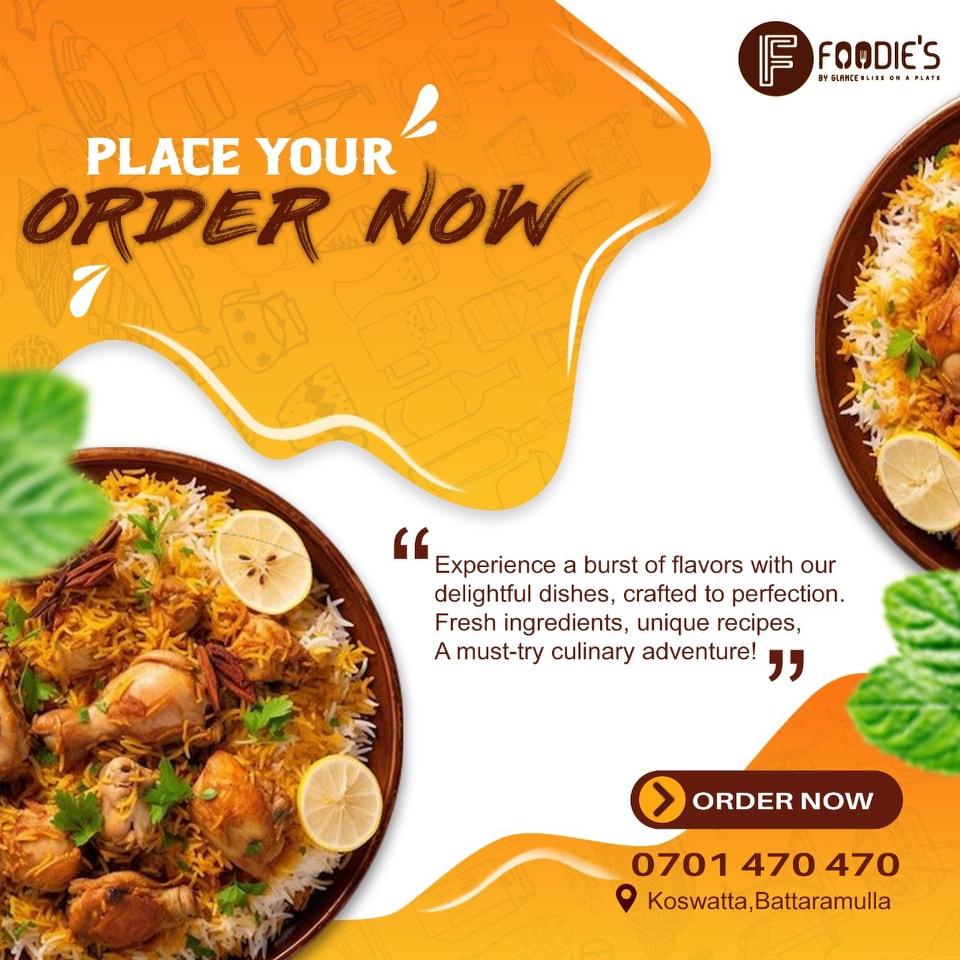 F FOODIE'S
BY GLANCE BLISS ON A PLATE
PLACE YOUR
ORDER NOW
“Experience a burst of flavors with our
delightful dishes, crafted to perfection.
Fresh ingredients, unique recipes,
A must-try culinary adventure!”
ORDER NOW
0701 470 470
Koswatta,Battaramulla